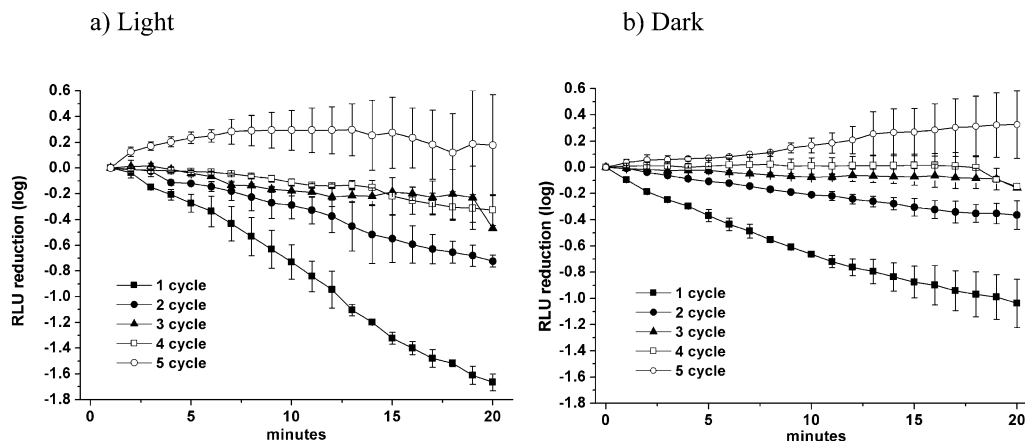 a) Light
b) Dark
RLU reduction (log)
0.6
0.4
0.2
0.0
-0.2
-0.4
-0.6
-0.8
-1.0
-1.2
-1.4
-1.6
-1.8
1 cycle
2 cycle
3 cycle
4 cycle
5 cycle
0
5
10
15
20
minutes
RLU reduction (log)
0.6
0.4
0.2
0.0
-0.2
-0.4
-0.6
-0.8
-1.0
-1.2
-1.4
-1.6
-1.8
1 cycle
2 cycle
3 cycle
4 cycle
5 cycle
0
5
10
15
20
minutes